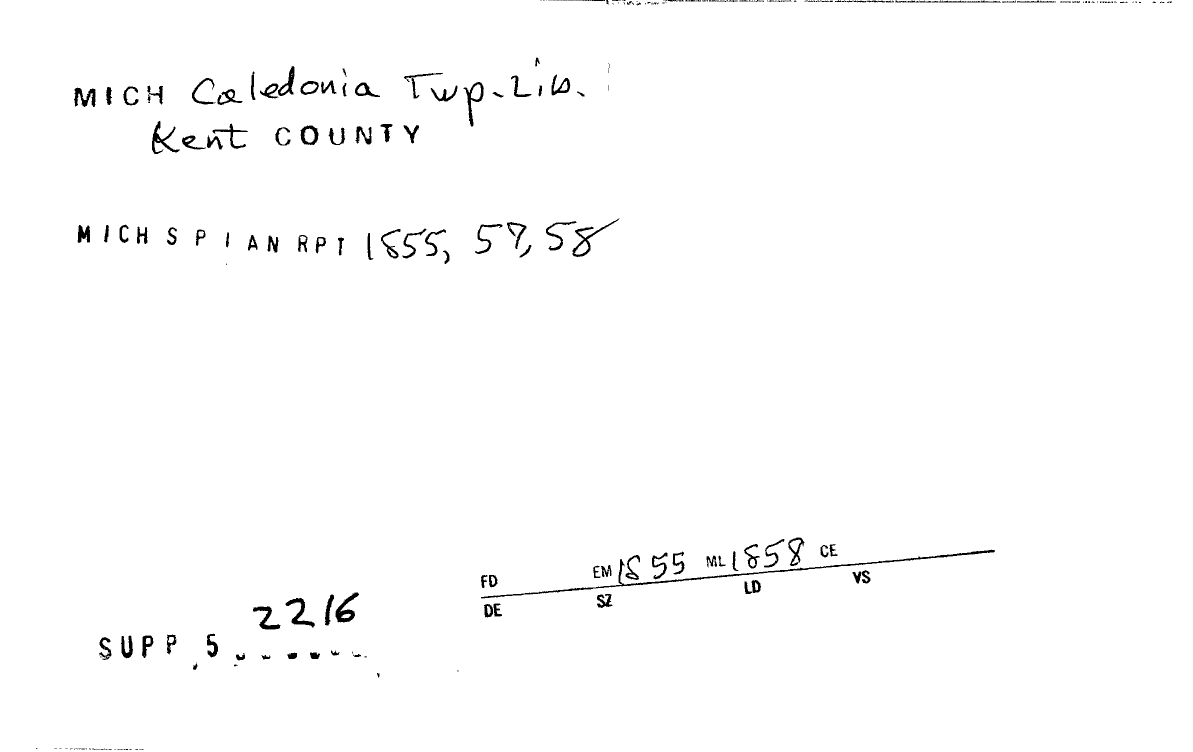 MICH Caledonia Twp. Lib.
Kent COUNTY
MICH S P I AN RPT 1855, 57, 58
FD EM 1855 ML 1858 CE
DE SZ LD VS
2216
SUPP 5